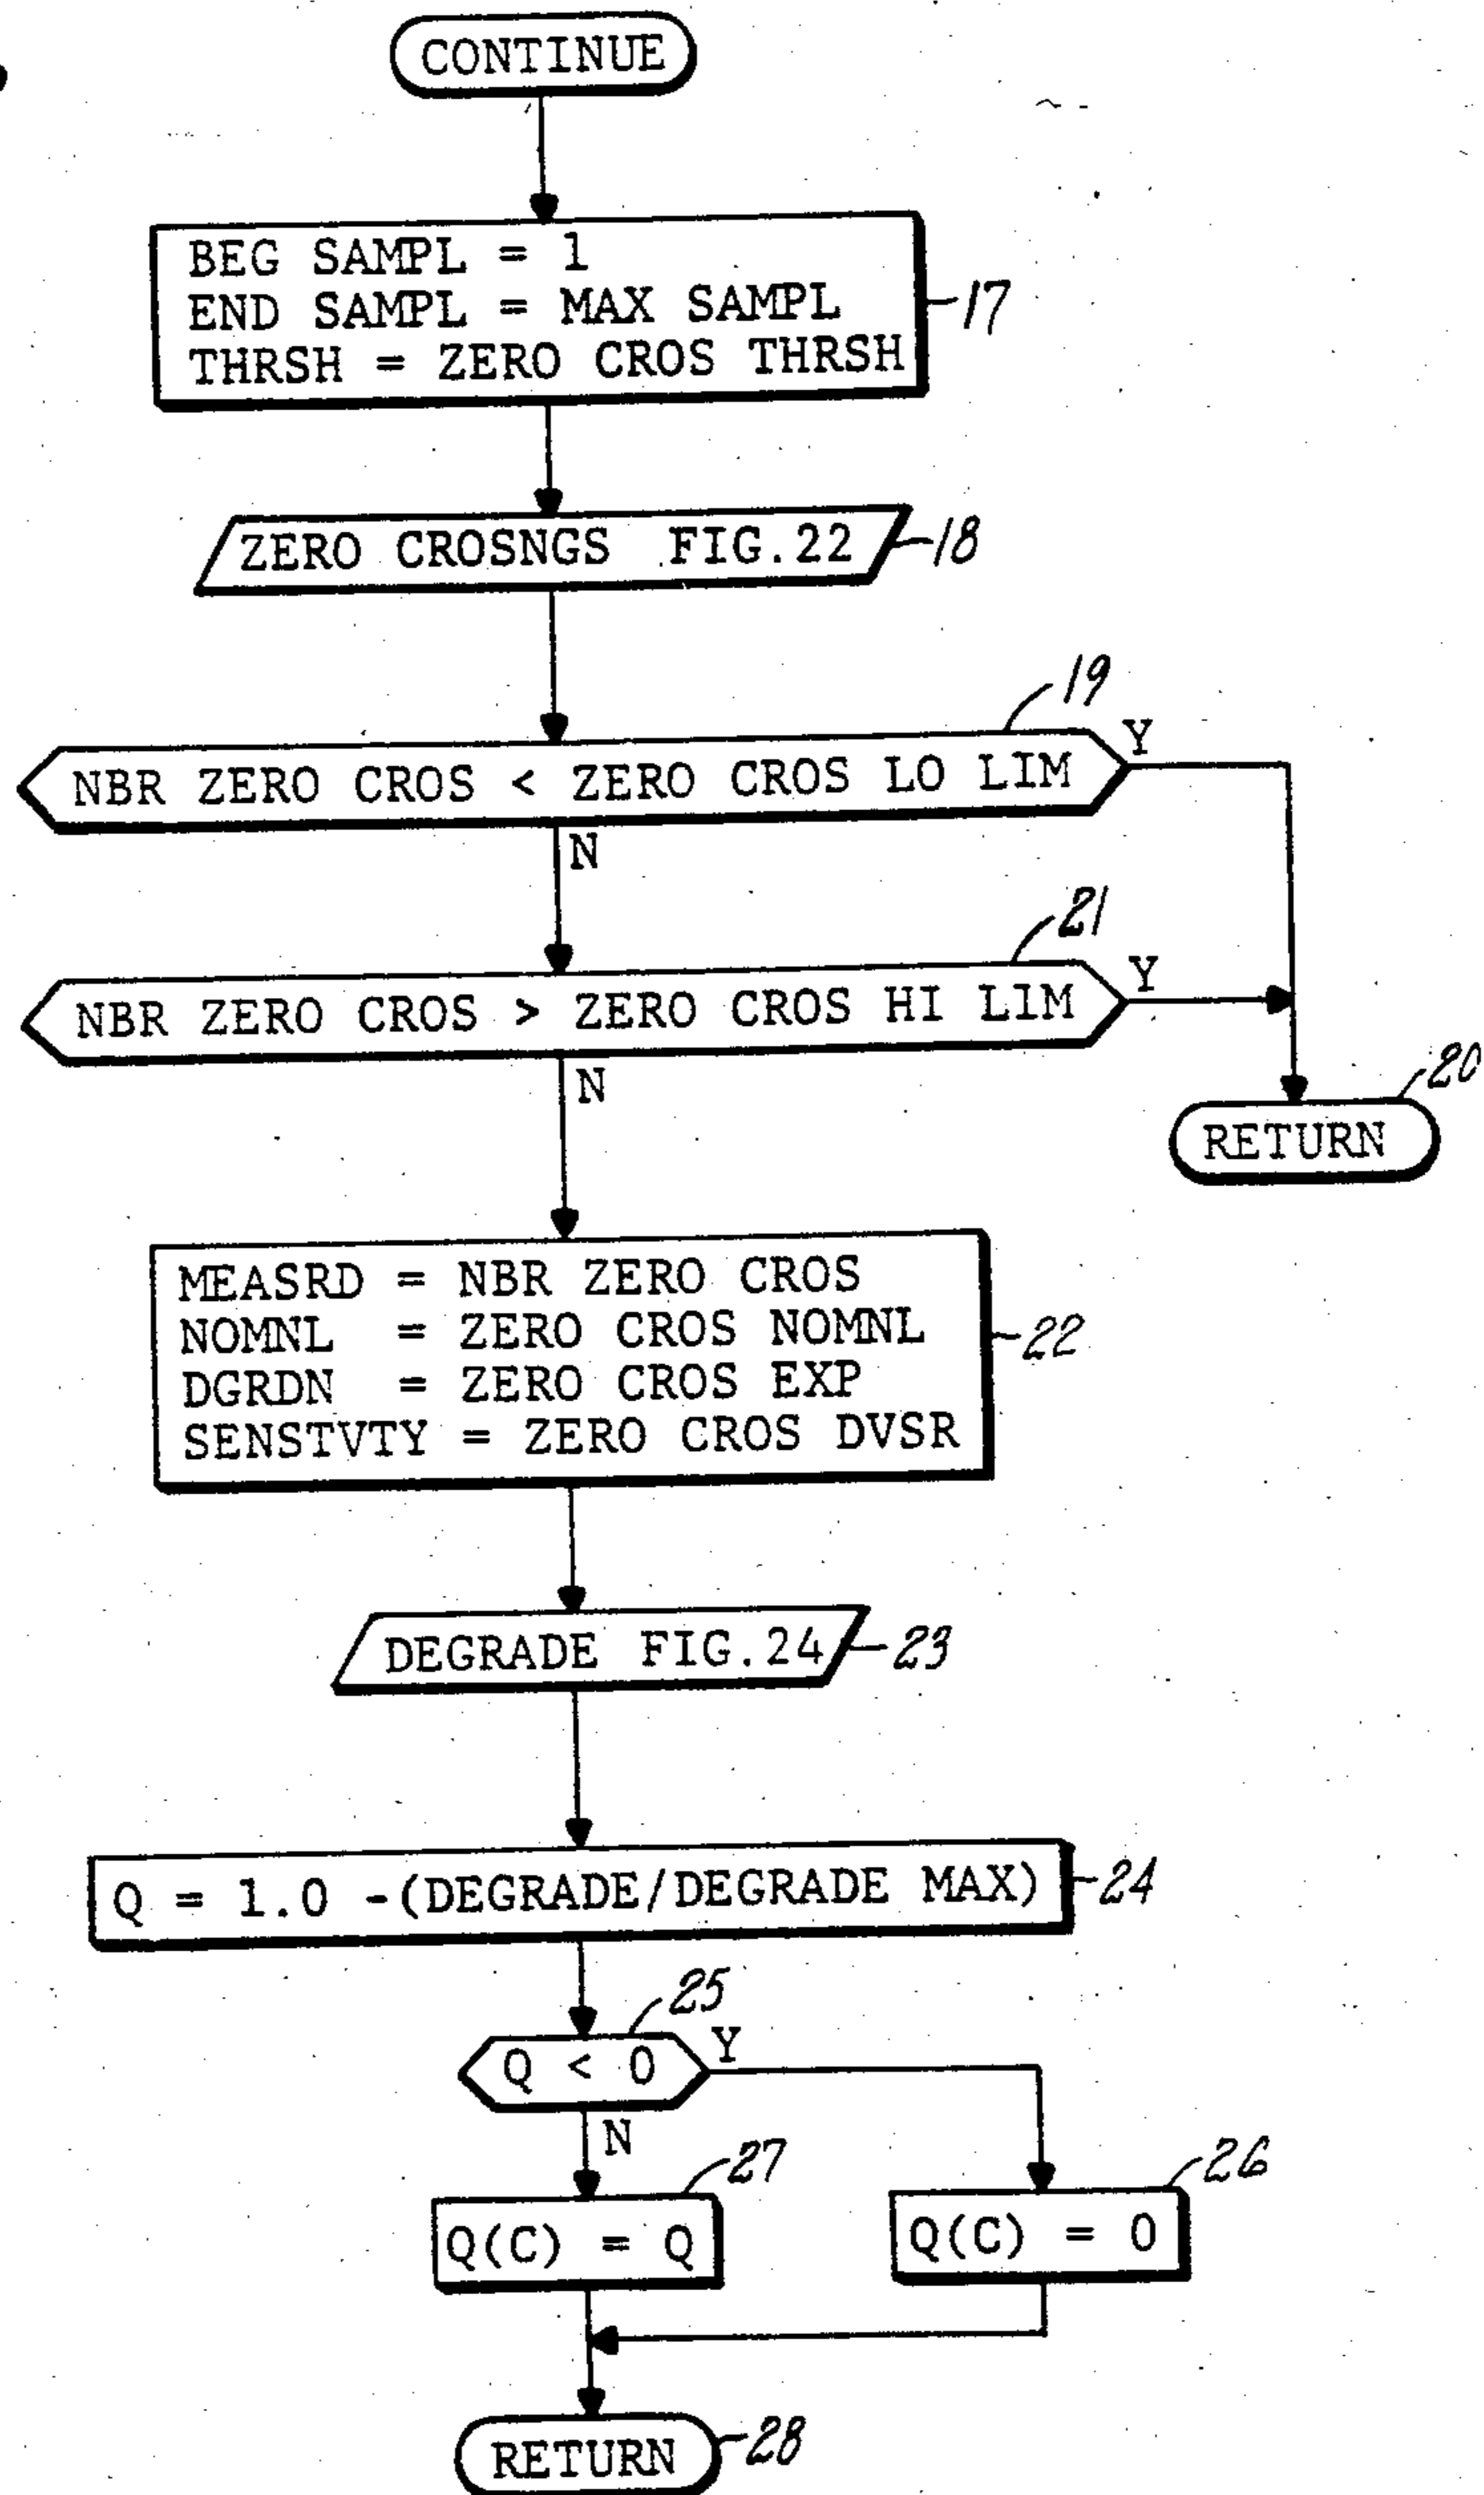 CONTINUE
BEG SAMPL = 1
END SAMPL = MAX SAMPL
THRSH = ZERO CROS THRSH
17
ZERO CROSNGS FIG.22
18
19
NBR ZERO CROS < ZERO CROS LO LIM
Y
N
21
NBR ZERO CROS > ZERO CROS HI LIM
Y
N
20
RETURN
MEASRD = NBR ZERO CROS
NOMNL = ZERO CROS NOMNL
DGRDN = ZERO CROS EXP
SENSTVTY = ZERO CROS DVSR
22
DEGRADE FIG.24
23
Q = 1.0 -(DEGRADE/DEGRADE MAX)
24
25
Q < 0
Y
N
27
Q(C) = Q
26
Q(C) = 0
RETURN
28